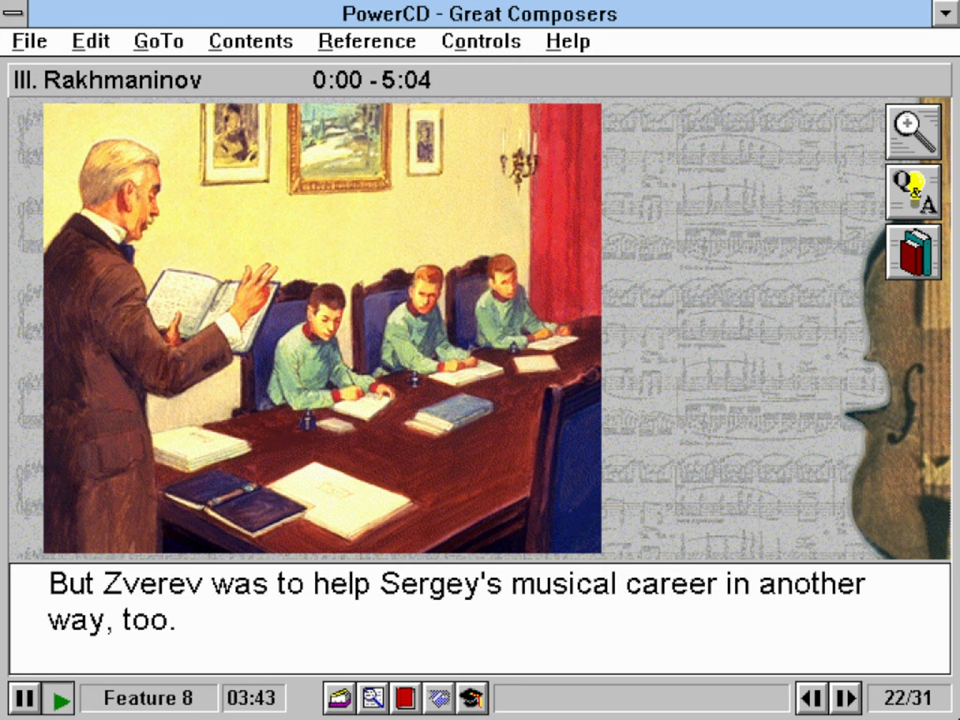 PowerCD - Great Composers
File Edit GoTo Contents Reference Controls Help
III. Rakhmaninov 0:00 - 5:04
Q & A
But Zverev was to help Sergey's musical career in another
way, too.
Feature 8 03:43 22/31